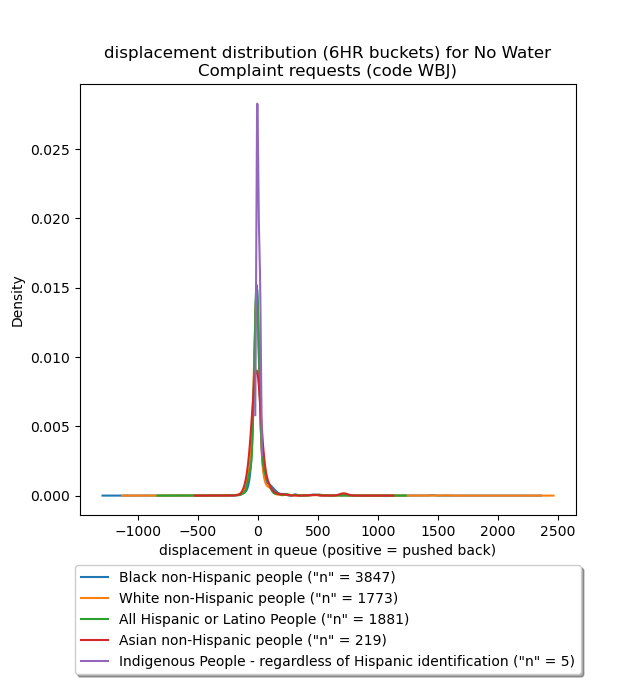 displacement distribution (6HR buckets) for No Water
Complaint requests (code WBJ)
Density
0.025
0.020
0.015
0.010
0.005
0.000
−1000 −500 0 500 1000 1500 2000 2500
displacement in queue (positive = pushed back)
Black non-Hispanic people ("n" = 3847)
White non-Hispanic people ("n" = 1773)
All Hispanic or Latino People ("n" = 1881)
Asian non-Hispanic people ("n" = 219)
Indigenous People - regardless of Hispanic identification ("n" = 5)